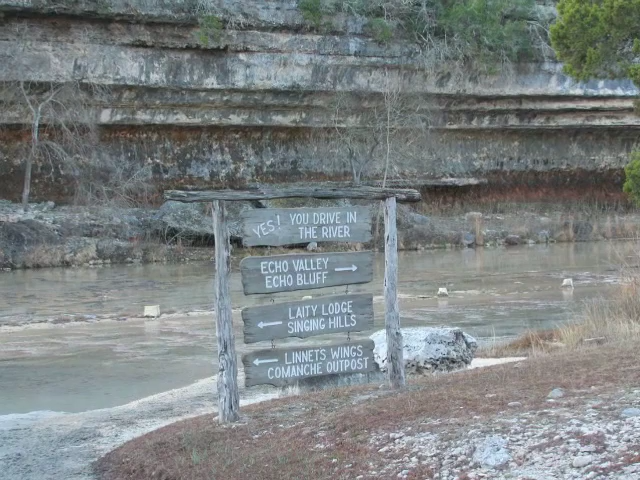 YES! YOU DRIVE IN
THE RIVER
ECHO VALLEY
ECHO BLUFF
LAITY LODGE
SINGING HILLS
LINNETS WINGS
COMANCHE OUTPOST